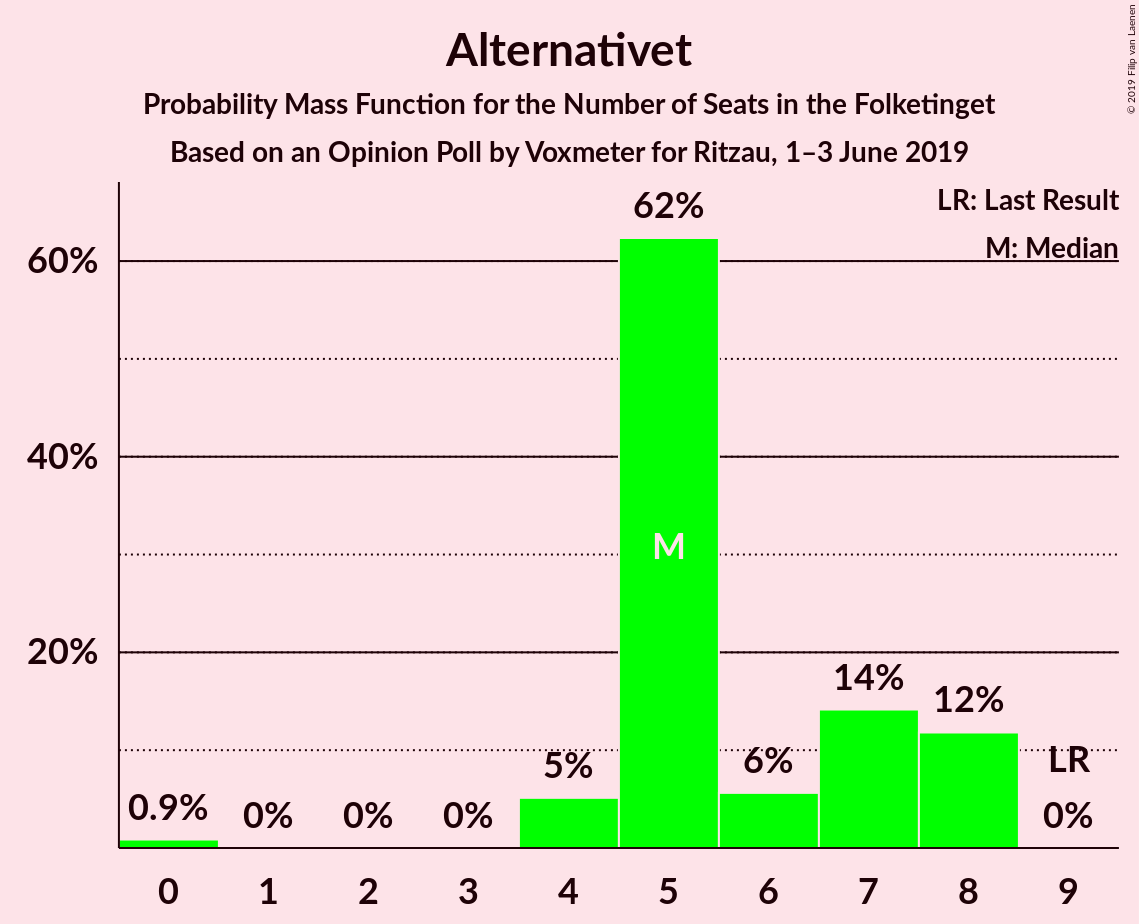 Alternativet
Probability Mass Function for the Number of Seats in the Folketinget
Based on an Opinion Poll by Voxmeter for Ritzau, 1–3 June 2019
© 2019 Filip van Laenen
LR: Last Result
M: Median
60%
40%
20%
0.9%
0%
0%
0%
5%
62%
M
6%
14%
12%
LR
0%
0 1 2 3 4 5 6 7 8 9